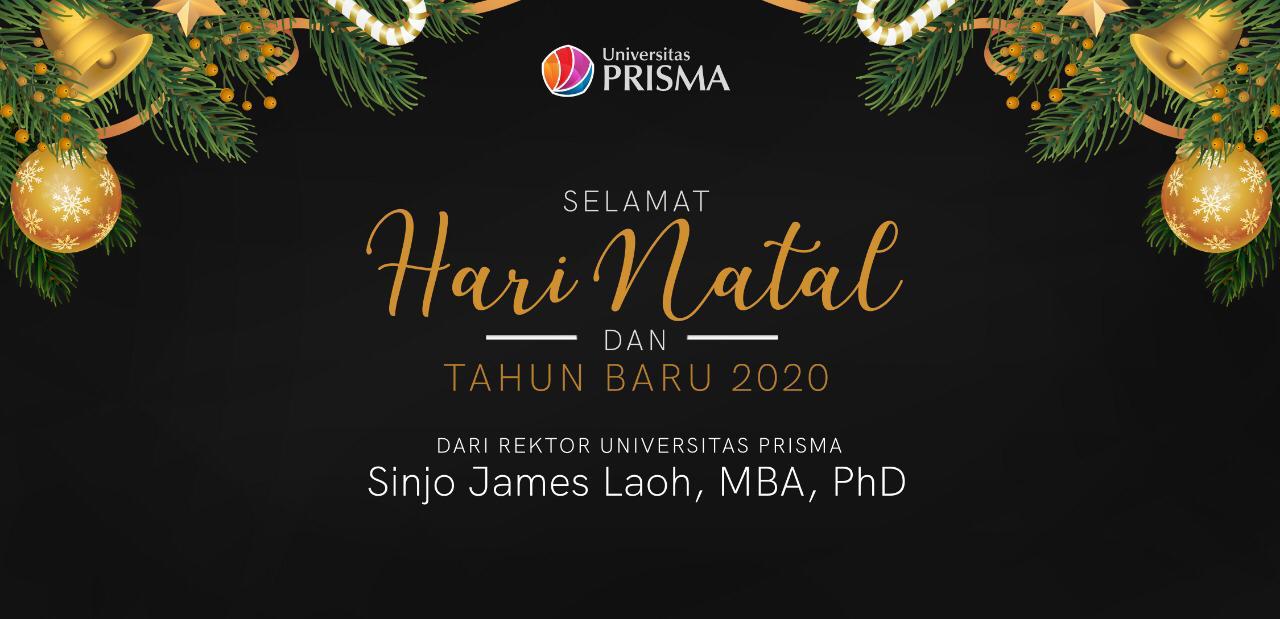 Universitas
PRISMA
SELAMAT
Hari Natal
DAN
TAHUN BARU 2020
DARI REKTOR UNIVERSITAS PRISMA
Sinjo James Laoh, MBA, PhD